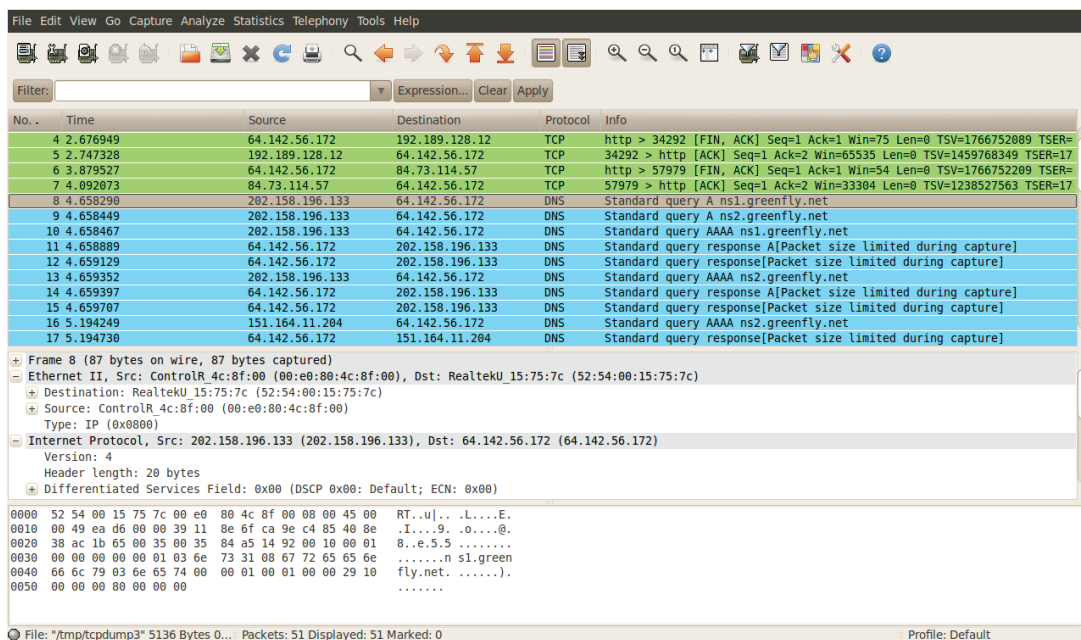 File Edit View Go Capture Analyze Statistics Telephony Tools Help
Filter: Expression... Clear Apply
No. . Time Source Destination Protocol Info
4 2.676949 64.142.56.172 192.189.128.12 TCP http > 34292 [FIN, ACK] Seq=1 Ack=1 Win=75 Len=0 TSV=1766752089 TSER=
5 2.747328 192.189.128.12 64.142.56.172 TCP 34292 > http [ACK] Seq=1 Ack=2 Win=65535 Len=0 TSV=1459768349 TSER=17
6 3.879527 64.142.56.172 84.73.114.57 TCP http > 57979 [FIN, ACK] Seq=1 Ack=1 Win=54 Len=0 TSV=1766752209 TSER=
7 4.092073 84.73.114.57 64.142.56.172 TCP 57979 > http [ACK] Seq=1 Ack=2 Win=33304 Len=0 TSV=1238527563 TSER=17
8 4.658290 202.158.196.133 64.142.56.172 DNS Standard query A ns1.greenfly.net
9 4.658449 202.158.196.133 64.142.56.172 DNS Standard query A ns2.greenfly.net
10 4.658467 202.158.196.133 64.142.56.172 DNS Standard query AAAA ns1.greenfly.net
11 4.658889 64.142.56.172 202.158.196.133 DNS Standard query response A[Packet size limited during capture]
12 4.659129 64.142.56.172 202.158.196.133 DNS Standard query response[Packet size limited during capture]
13 4.659352 202.158.196.133 64.142.56.172 DNS Standard query AAAA ns2.greenfly.net
14 4.659397 64.142.56.172 202.158.196.133 DNS Standard query response A[Packet size limited during capture]
15 4.659707 64.142.56.172 202.158.196.133 DNS Standard query response[Packet size limited during capture]
16 5.194249 151.164.11.204 64.142.56.172 DNS Standard query AAAA ns2.greenfly.net
17 5.194730 64.142.56.172 151.164.11.204 DNS Standard query response[Packet size limited during capture]
Frame 8 (87 bytes on wire, 87 bytes captured)
Ethernet II, Src: ControlR_4c:8f:00 (00:e0:80:4c:8f:00), Dst: RealtekU_15:75:7c (52:54:00:15:75:7c)
Destination: RealtekU_15:75:7c (52:54:00:15:75:7c)
Source: ControlR_4c:8f:00 (00:e0:80:4c:8f:00)
Type: IP (0x0800)
Internet Protocol, Src: 202.158.196.133 (202.158.196.133), Dst: 64.142.56.172 (64.142.56.172)
Version: 4
Header length: 20 bytes
Differentiated Services Field: 0x00 (DSCP 0x00: Default; ECN: 0x00)
0000 52 54 00 15 75 7c 00 e0 80 4c 8f 00 08 00 45 00 RT..u|.. .L....E.
0010 00 49 ea d6 00 00 39 11 8e 6f ca 9e c4 85 40 8e .I....9. .o....@.
0020 38 ac 1b 65 00 35 00 35 84 a5 14 92 00 10 00 01 8..e.5.5 ........
0030 00 00 00 00 00 01 03 6e 73 31 08 67 72 65 65 6e .......n s1.green
0040 66 6c 79 03 6e 65 74 00 00 01 00 01 00 00 29 10 fly.net. ......).
0050 00 00 00 80 00 00 00 .......
File: "/tmp/tcpdump3" 5136 Bytes 0... Packets: 51 Displayed: 51 Marked: 0 Profile: Default